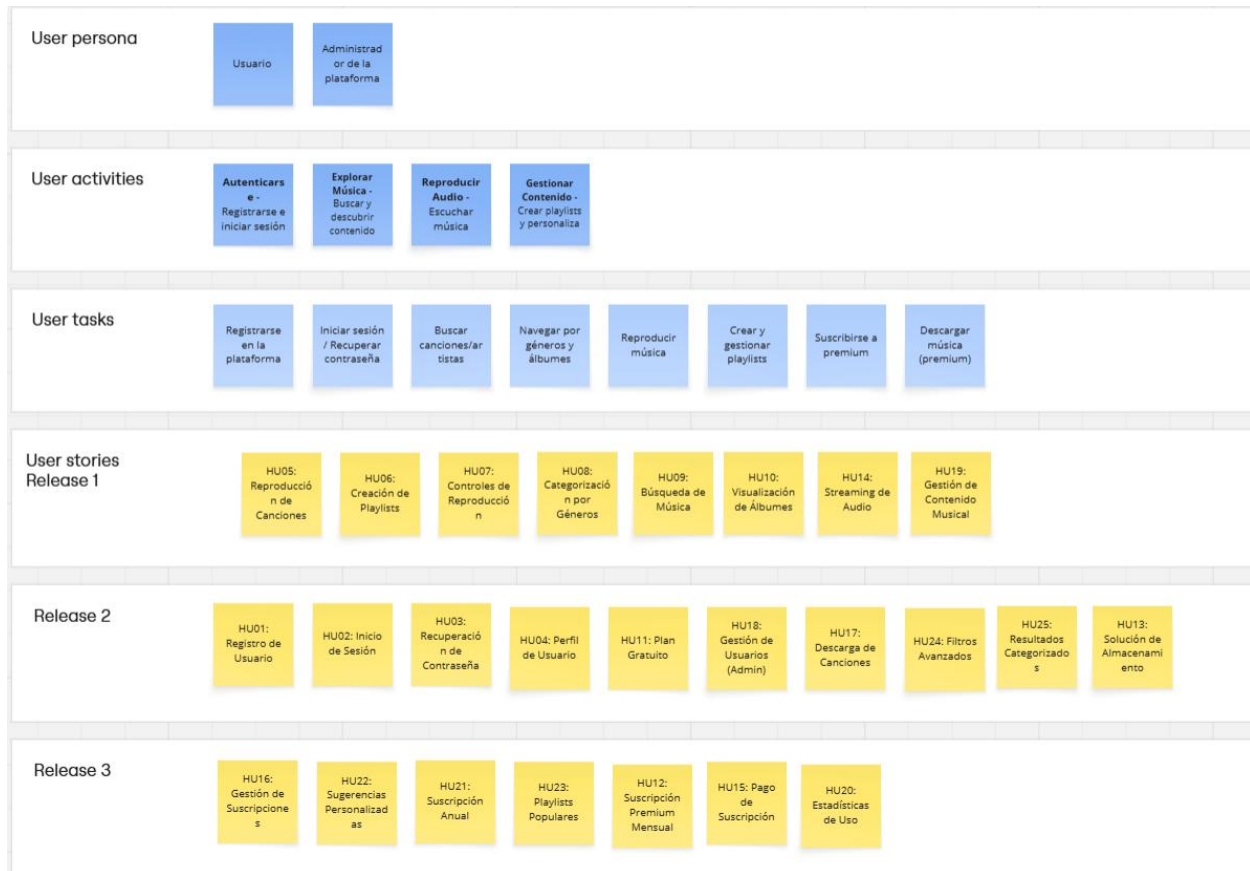 User persona
Usuario
Administrad
or de la
plataforma
User activities
Autenticars
e -
Registrarse e
iniciar sesión
Explorar
Música -
Buscar y
descubrir
contenido
Reproducir
Audio -
Escuchar
música
Gestionar
Contenido -
Crear playlists
y personaliza
User tasks
Registrarse
en la
plataforma
Iniciar sesión
/ Recuperar
contraseña
Buscar
canciones/ar
tistas
Navegar por
géneros y
álbumes
Reproducir
música
Crear y
gestionar
playlists
Suscribirse a
premium
Descargar
música
(premium)
User stories
Release 1
HU05:
Reproducció
n de
Canciones
HU06:
Creación de
Playlists
HU07:
Controles de
Reproducció
n
HU08:
Categorizació
n por
Géneros
HU09:
Búsqueda de
Música
HU10:
Visualización
de Álbumes
HU14:
Streaming de
Audio
HU19:
Gestión de
Contenido
Musical
Release 2
HU01:
Registro de
Usuario
HU02: Inicio
de Sesión
HU03:
Recuperació
n de
Contraseña
HU04: Perfil
de Usuario
HU11: Plan
Gratuito
HU18:
Gestión de
Usuarios
(Admin)
HU17:
Descarga de
Canciones
HU24: Filtros
Avanzados
HU25:
Resultados
Categorizado
s
HU13:
Solución de
Almacenami
ento
Release 3
HU16:
Gestión de
Suscripcione
s
HU22:
Sugerencias
Personalizad
as
HU21:
Suscripción
Anual
HU23:
Playlists
Populares
HU12:
Suscripción
Premium
Mensual
HU15: Pago
de
Suscripción
HU20:
Estadísticas
de Uso